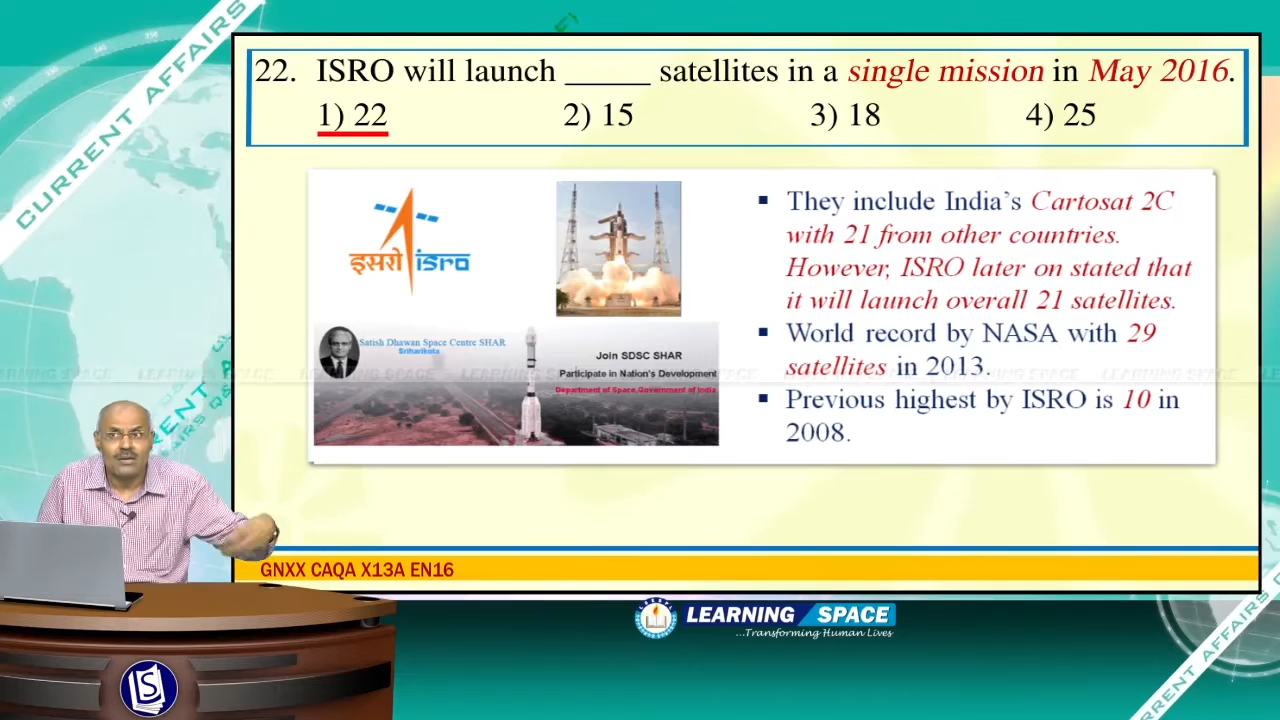 CURRENT AFFAIRS
22. ISRO will launch _____ satellites in a single mission in May 2016.
1) 22 2) 15 3) 18 4) 25
इसरो isro
▪ They include India's Cartosat 2C
with 21 from other countries.
However, ISRO later on stated that
it will launch overall 21 satellites.
▪ World record by NASA with 29
satellites in 2013.
▪ Previous highest by ISRO is 10 in
2008.
Satish Dhawan Space Centre SHAR
Sriharikota
Join SDSC SHAR
Participate in Nation's Development
Department of Space,Government of India
GNXX CAQA X13A EN16
LEARNING SPACE
...Transforming Human Lives
LS